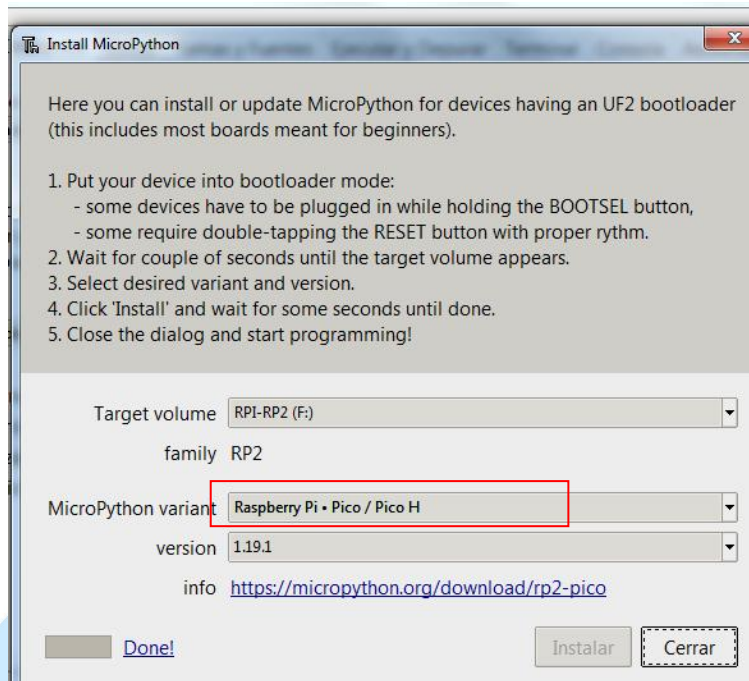 Install MicroPython
Here you can install or update MicroPython for devices having an UF2 bootloader
(this includes most boards meant for beginners).
1. Put your device into bootloader mode:
- some devices have to be plugged in while holding the BOOTSEL button,
- some require double-tapping the RESET button with proper rythm.
2. Wait for couple of seconds until the target volume appears.
3. Select desired variant and version.
4. Click 'Install' and wait for some seconds until done.
5. Close the dialog and start programming!
Target volume RPI-RP2 (F:)
family RP2
MicroPython variant Raspberry Pi • Pico / Pico H
version 1.19.1
info https://micropython.org/download/rp2-pico
Done! Instalar Cerrar